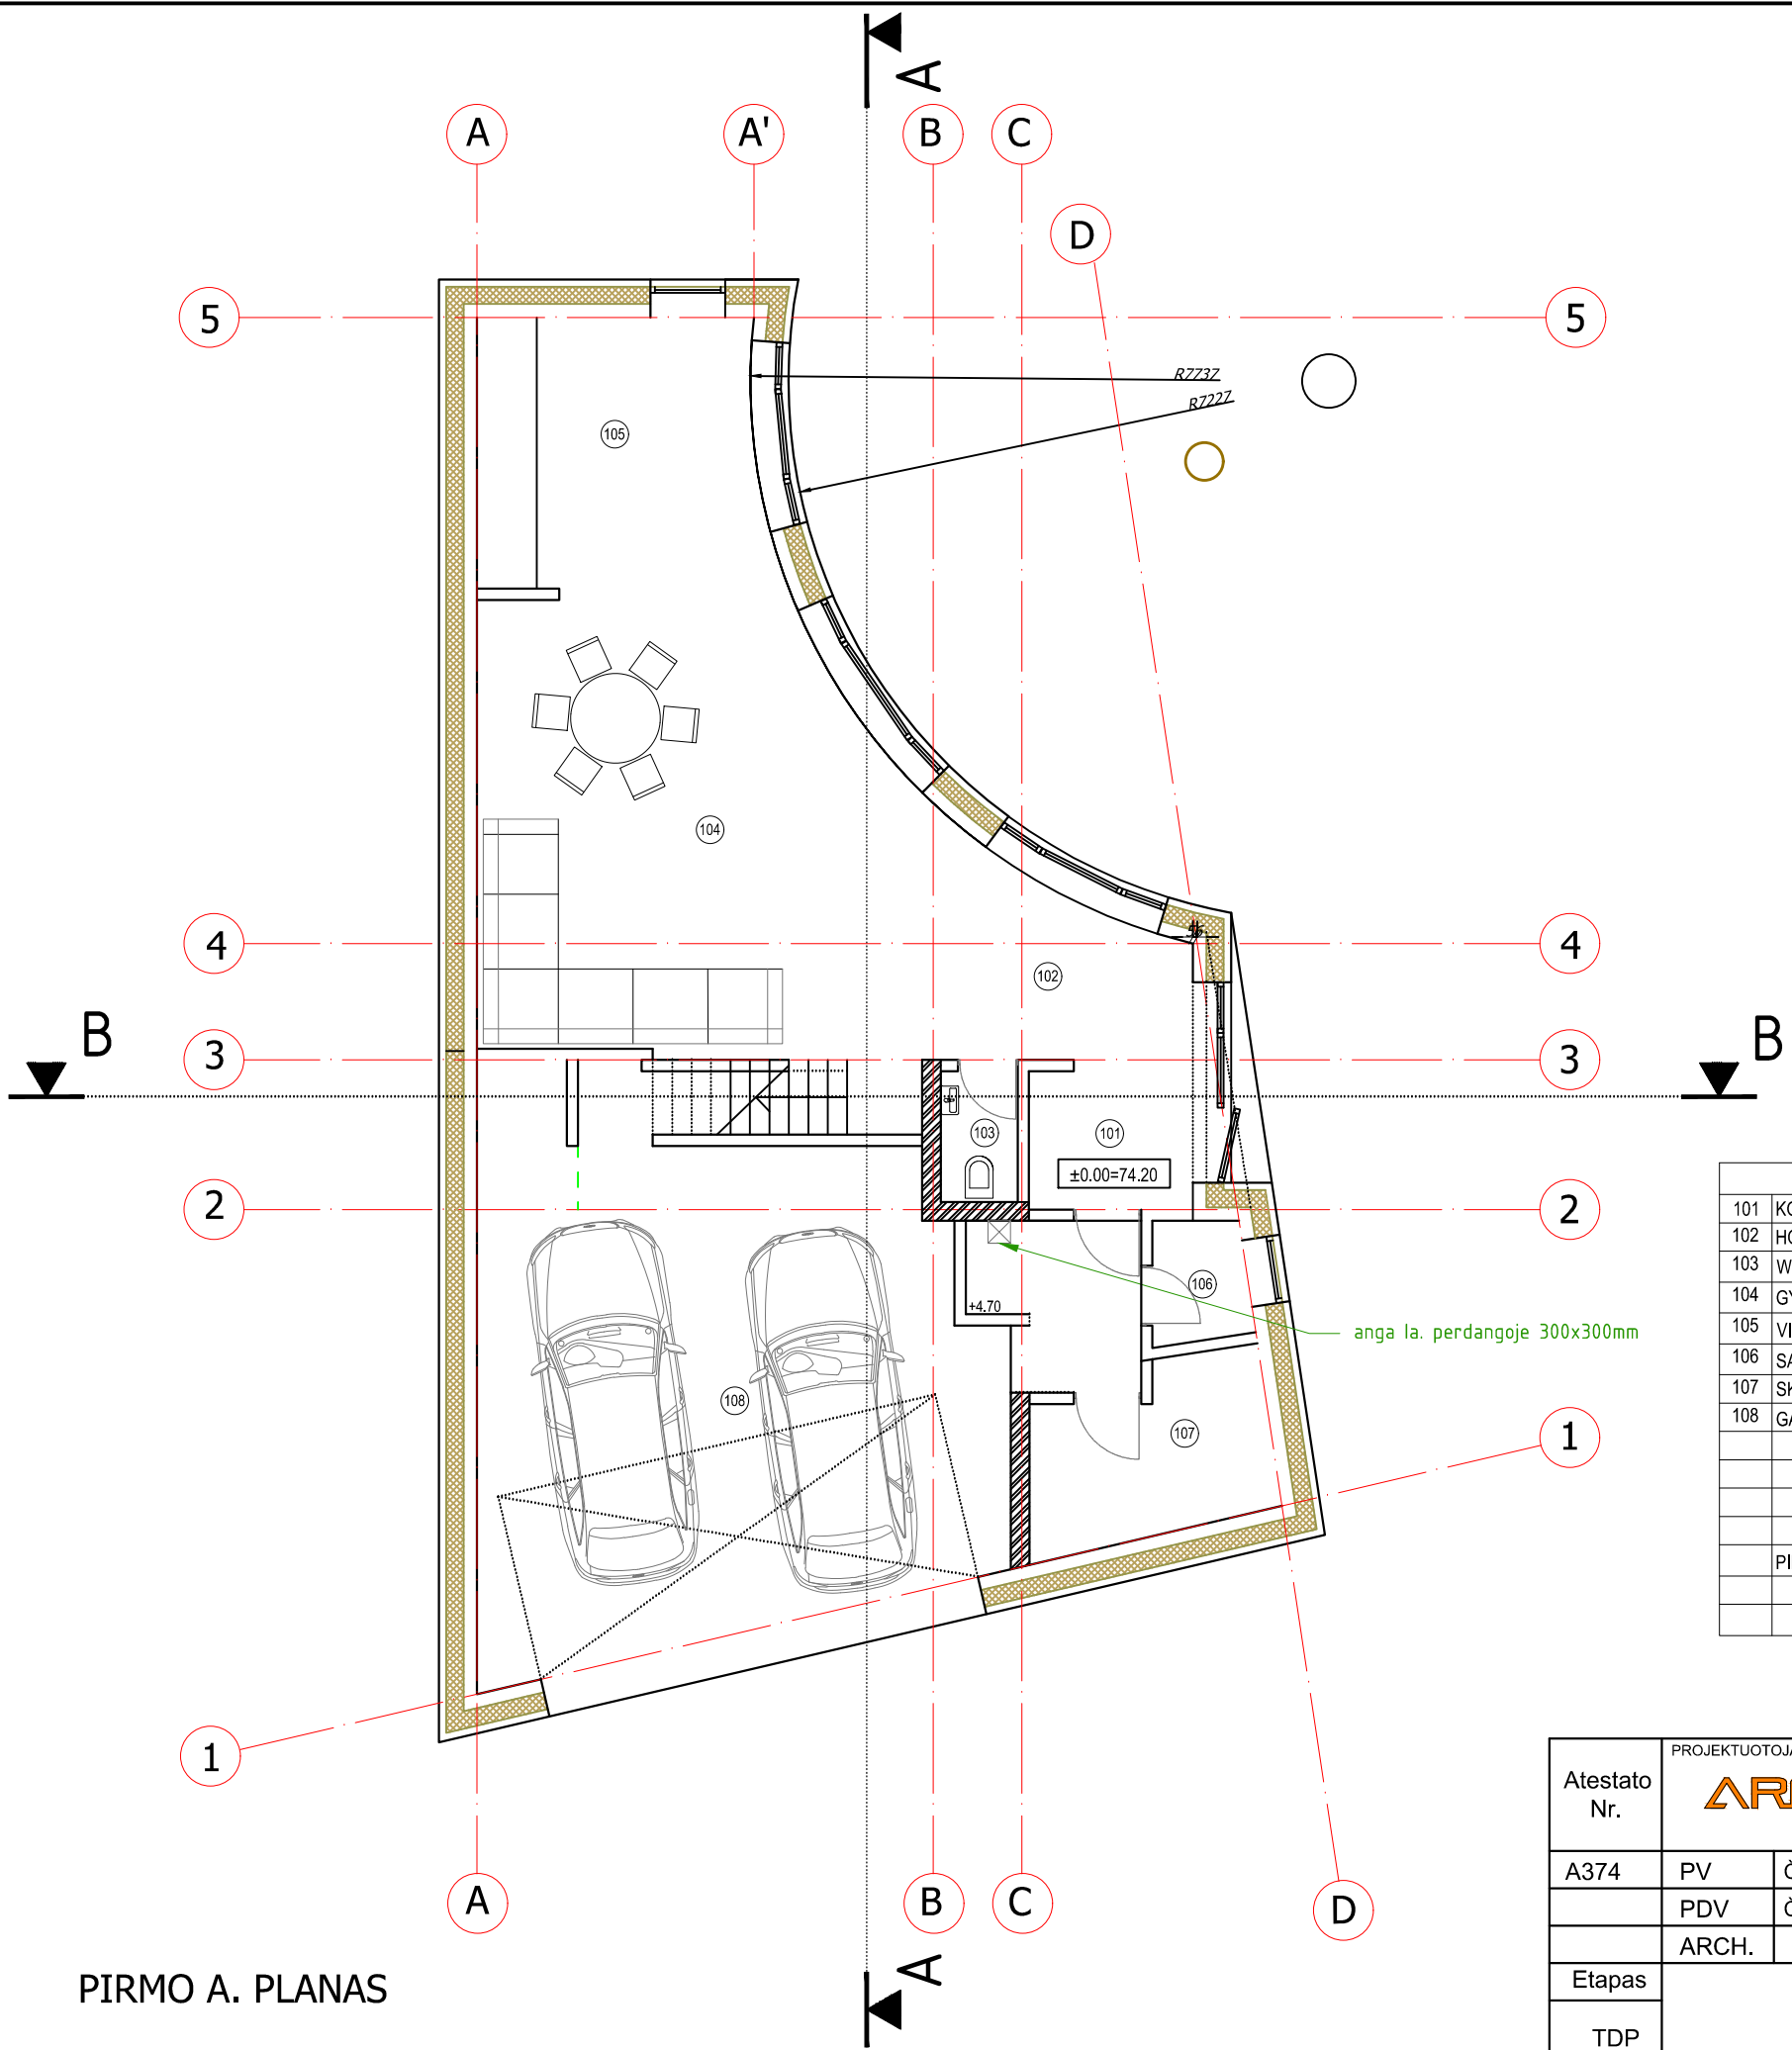 A
A A' B C
D
5 5
R7737
R7227
105
104
4 4
56
102
B B
3 3
103 101
±0.00=74.20
2 2
106
+4.70
anga la. perdangoje 300x300mm
108
107
1
1
A B C D
A
PIRMO A. PLANAS
101
102
103
104
105
106
107
108
PROJEKTUOTOJA
Atestato
Nr.
A374 PV
PDV
ARCH.
Etapas
TDP